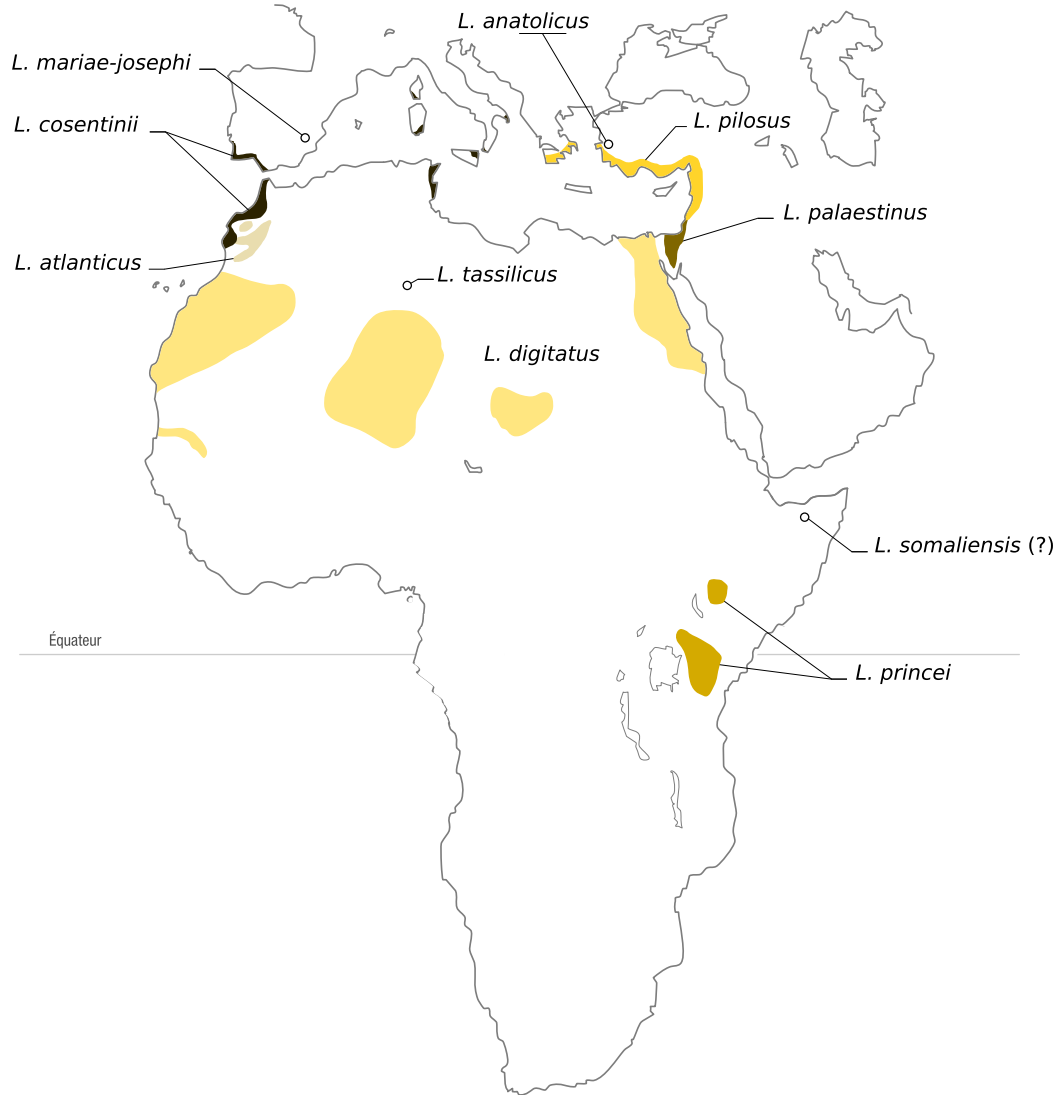 L. anatolicus
L. mariae-josephi
L. cosentinii
L. pilosus
L. palaestinus
L. atlanticus
L. tassilicus
L. digitatus
L. somaliensis (?)
Équateur
L. princei